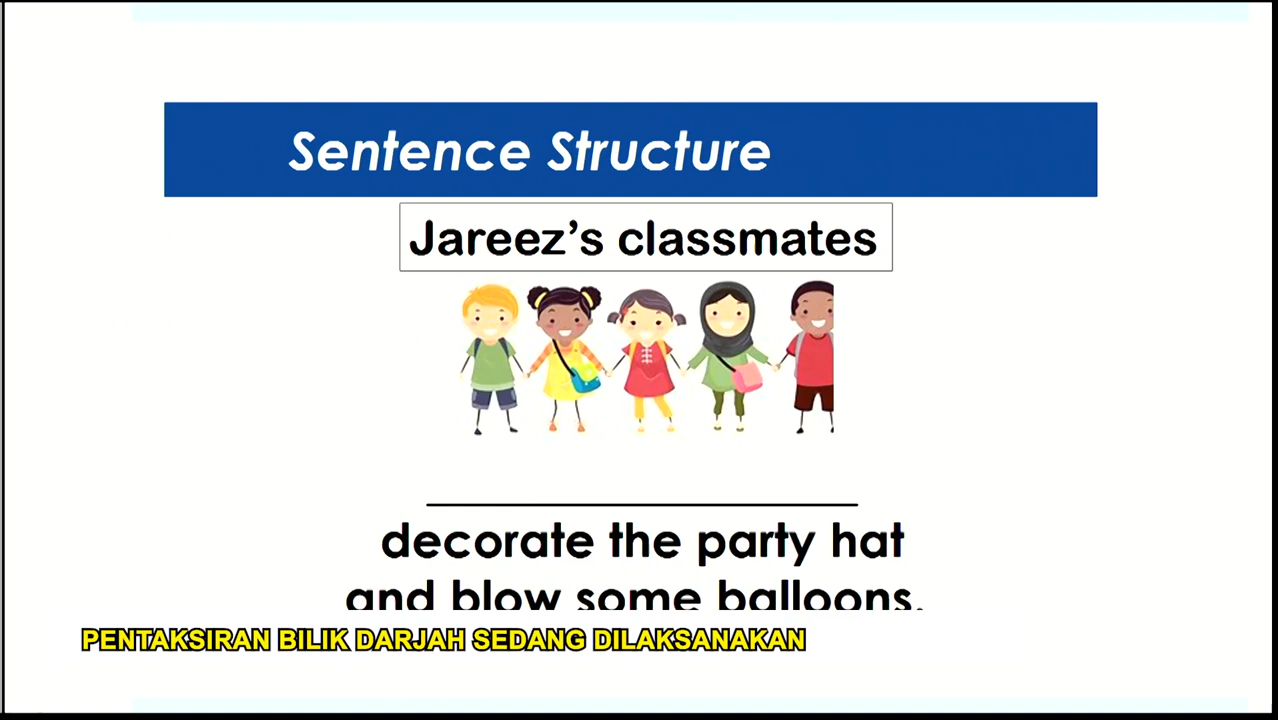 Sentence Structure
Jareez’s classmates
decorate the party hat
and blow some balloons.
PENTAKSIRAN BILIK DARJAH SEDANG DILAKSANAKAN